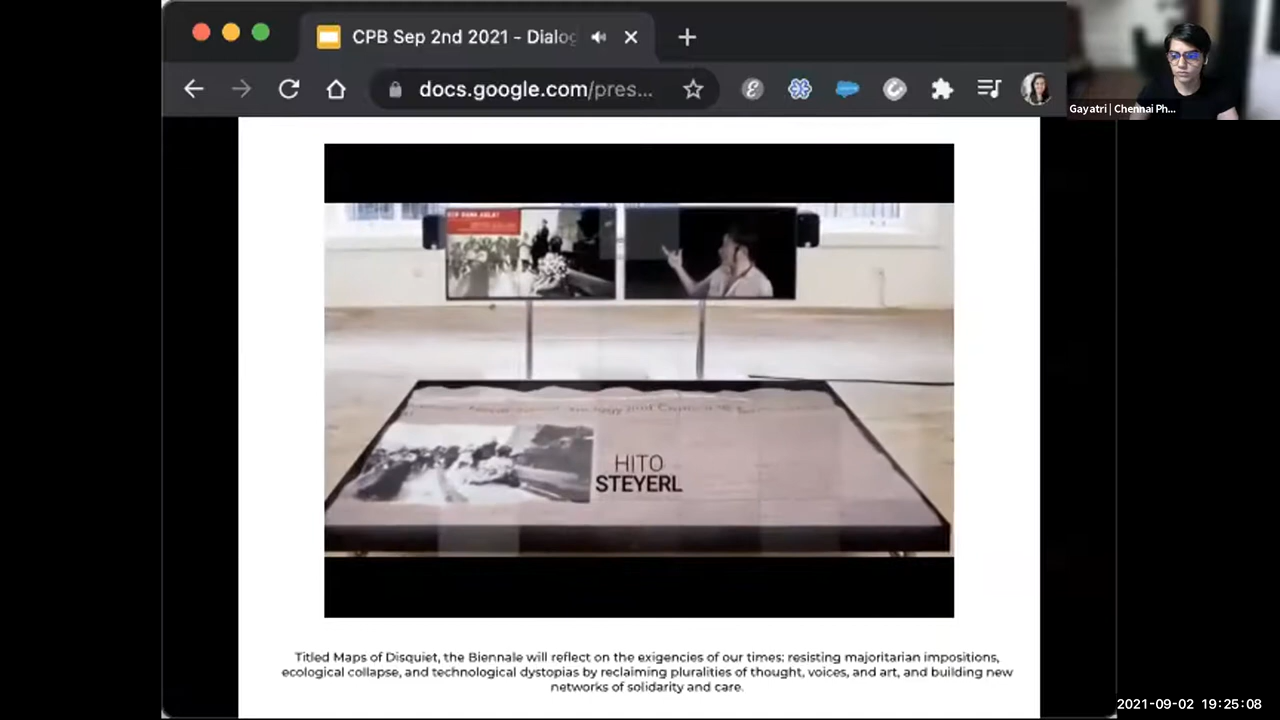 CPB Sep 2nd 2021 - Dialog
docs.google.com/pres...
Gayatri | Chennai Ph...
HITO
STEYERL
Titled Maps of Disquiet, the Biennale will reflect on the exigencies of our times: resisting majoritarian impositions,
ecological collapse, and technological dystopias by reclaiming pluralities of thought, voices, and art, and building new
networks of solidarity and care.
2021-09-02 19:25:08